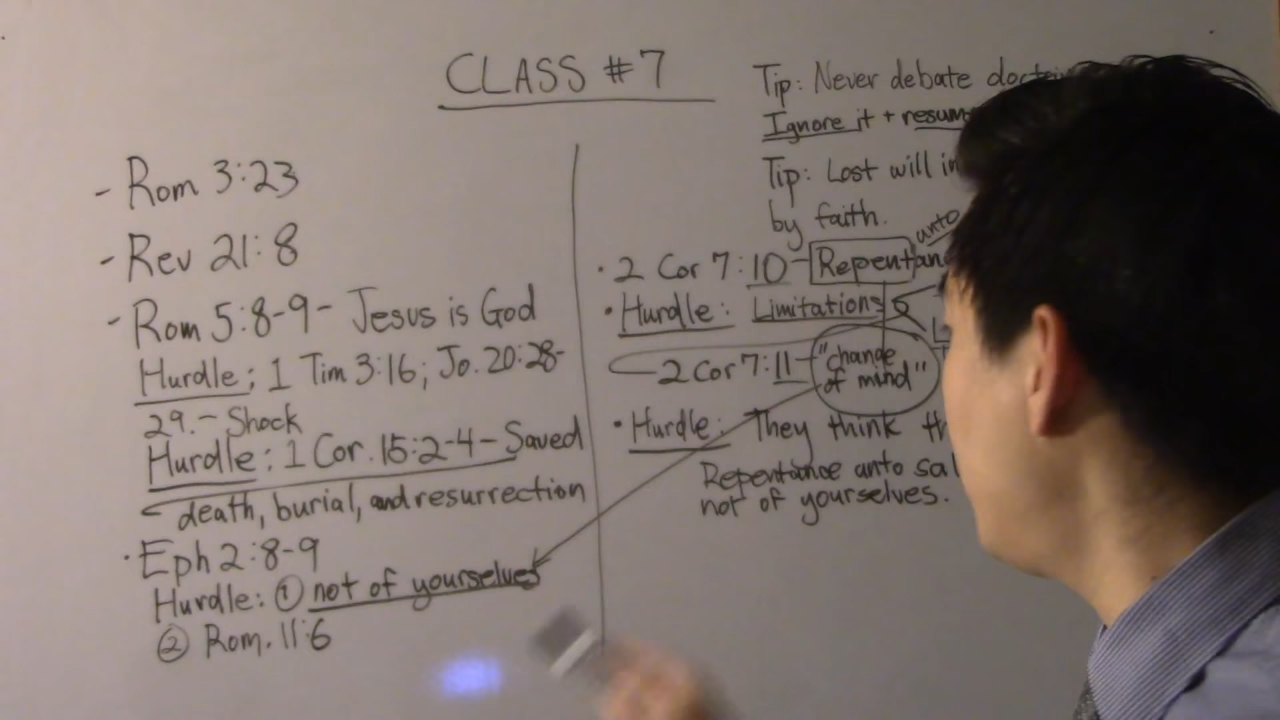 CLASS #7
- Rom 3:23
- Rev 21:8
- Rom 5:8-9- Jesus is God
Hurdle: 1 Tim 3:16; Jo. 20:28-
29.- Shock
Hurdle: 1 Cor. 15:2-4- Saved
death, burial, and resurrection
• Eph 2:8-9
Hurdle: ① not of yourselves
② Rom. 11:6
Tip: Never debate
Ignore it +
Tip: Lost will
by faith.
unto
• 2 Cor 7:10-
• Hurdle: Limitations
2 Cor 7:11- "change
of mind"
• Hurdle: They think
Repentance unto
not of yourselves.